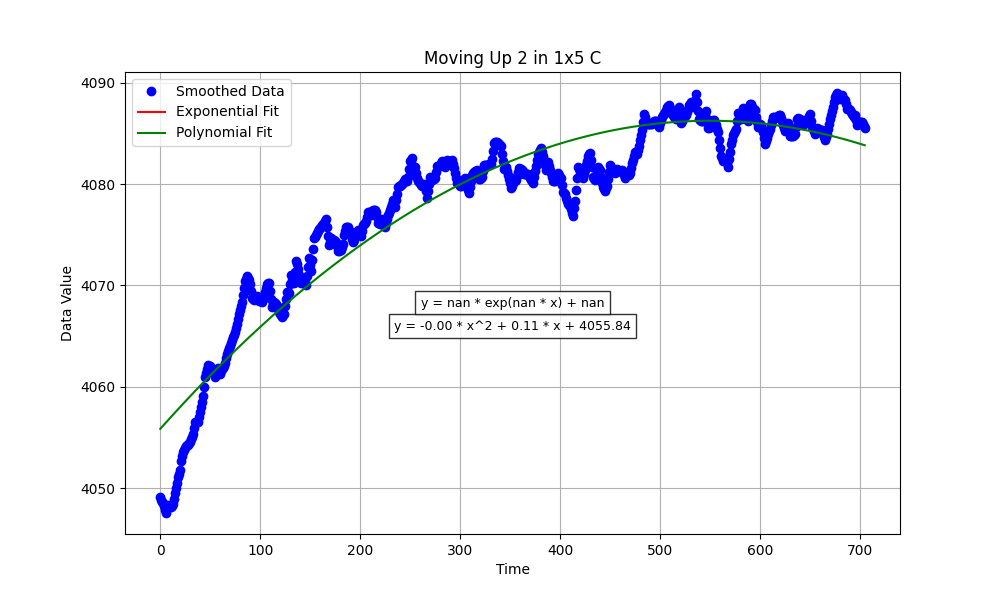 Moving Up 2 in 1x5 C
Smoothed Data
Exponential Fit
Polynomial Fit
4090
4080
4070
4060
4050
Data Value
y = nan * exp(nan * x) + nan
y = -0.00 * x^2 + 0.11 * x + 4055.84
0 100 200 300 400 500 600 700
Time